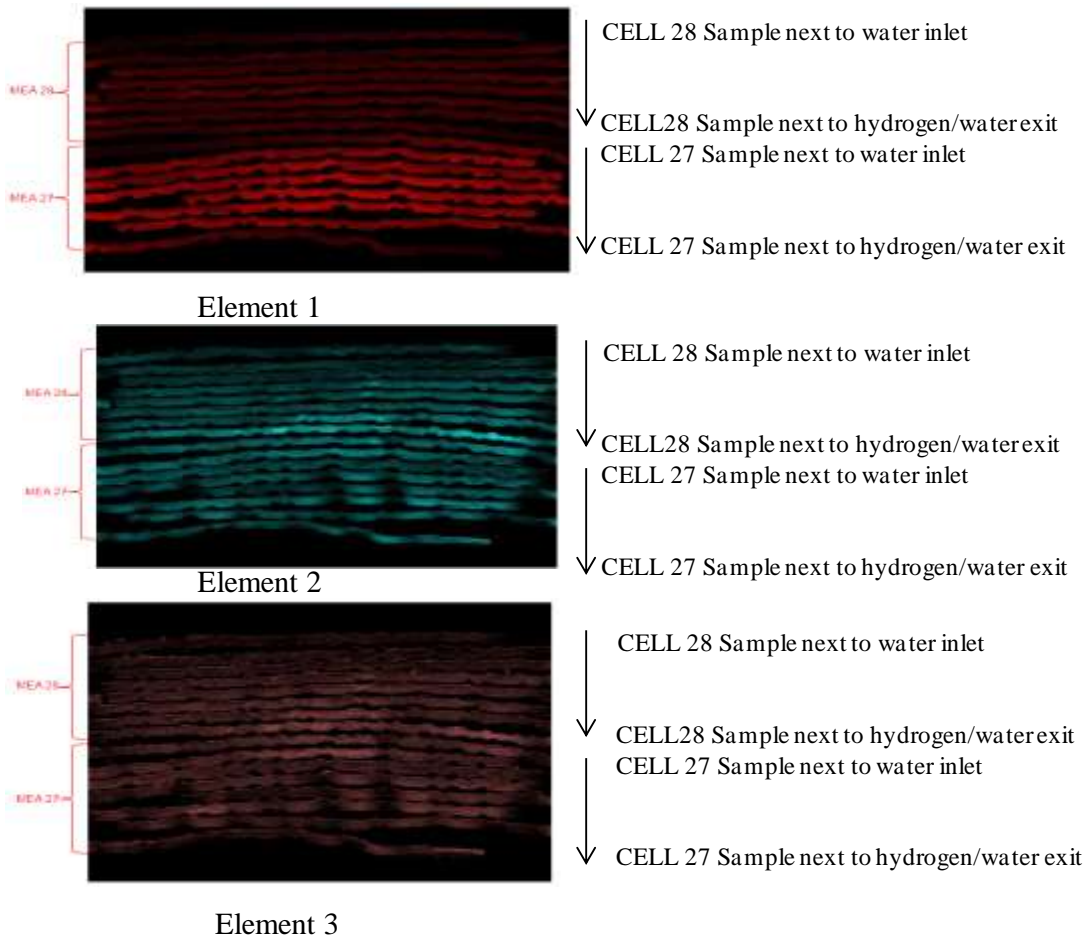 CELL 28 Sample next to water inlet
MEA 28
CELL28 Sample next to hydrogen/water exit
CELL 27 Sample next to water inlet
MEA 27
CELL 27 Sample next to hydrogen/water exit
Element 1
CELL 28 Sample next to water inlet
MEA 28
CELL28 Sample next to hydrogen/water exit
CELL 27 Sample next to water inlet
MEA 27
CELL 27 Sample next to hydrogen/water exit
Element 2
CELL 28 Sample next to water inlet
MEA 28
CELL28 Sample next to hydrogen/water exit
CELL 27 Sample next to water inlet
MEA 27
CELL 27 Sample next to hydrogen/water exit
Element 3